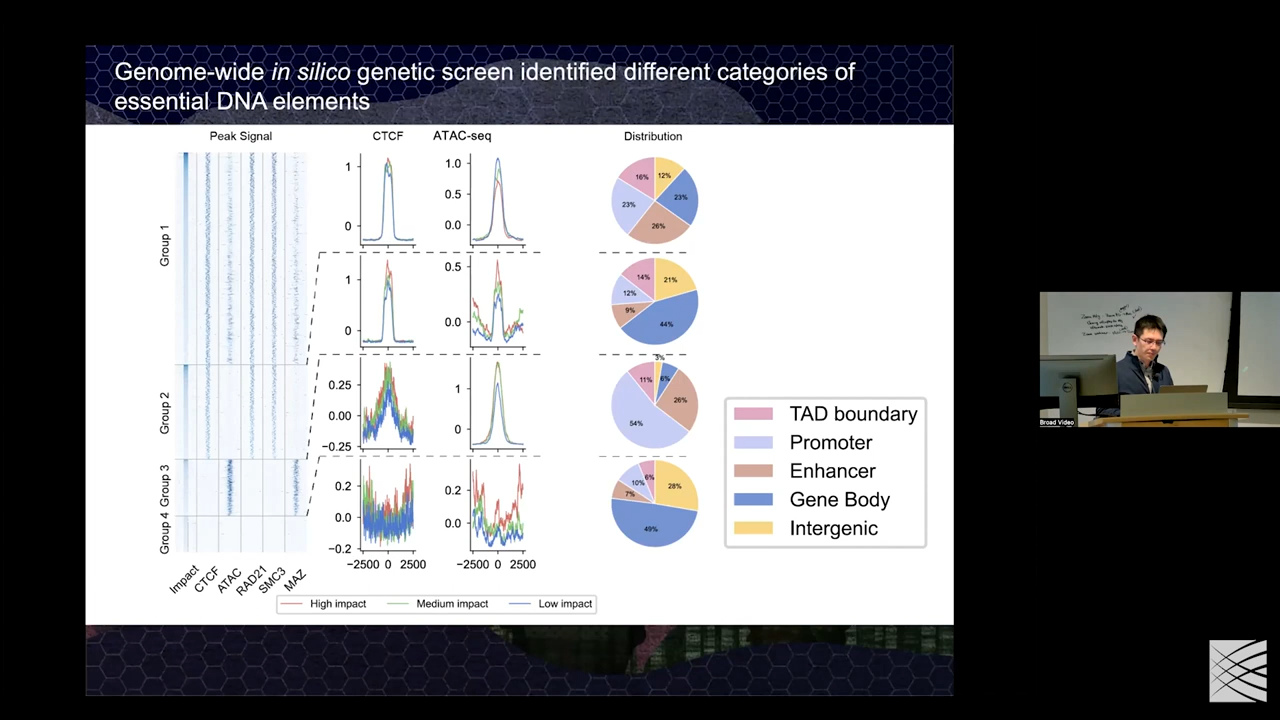 Genome-wide in silico genetic screen identified different categories of
essential DNA elements
Peak Signal
CTCF
ATAC-seq
Distribution
Group 1
Group 2
Group 3
Group 4
Impact
CTCF
ATAC
RAD21
SMC3
MAZ
1
0
1.0
0.5
0.0
16%
12%
23%
23%
26%
1
0
0.5
0.0
14%
21%
12%
9%
44%
0.25
0.00
−0.25
1
0
3%
11%
6%
26%
54%
0.2
0.0
−0.2
0.2
0.0
6%
10%
28%
7%
49%
−2500 0 2500
−2500 0 2500
High impact
Medium impact
Low impact
TAD boundary
Promoter
Enhancer
Gene Body
Intergenic
Broad Video